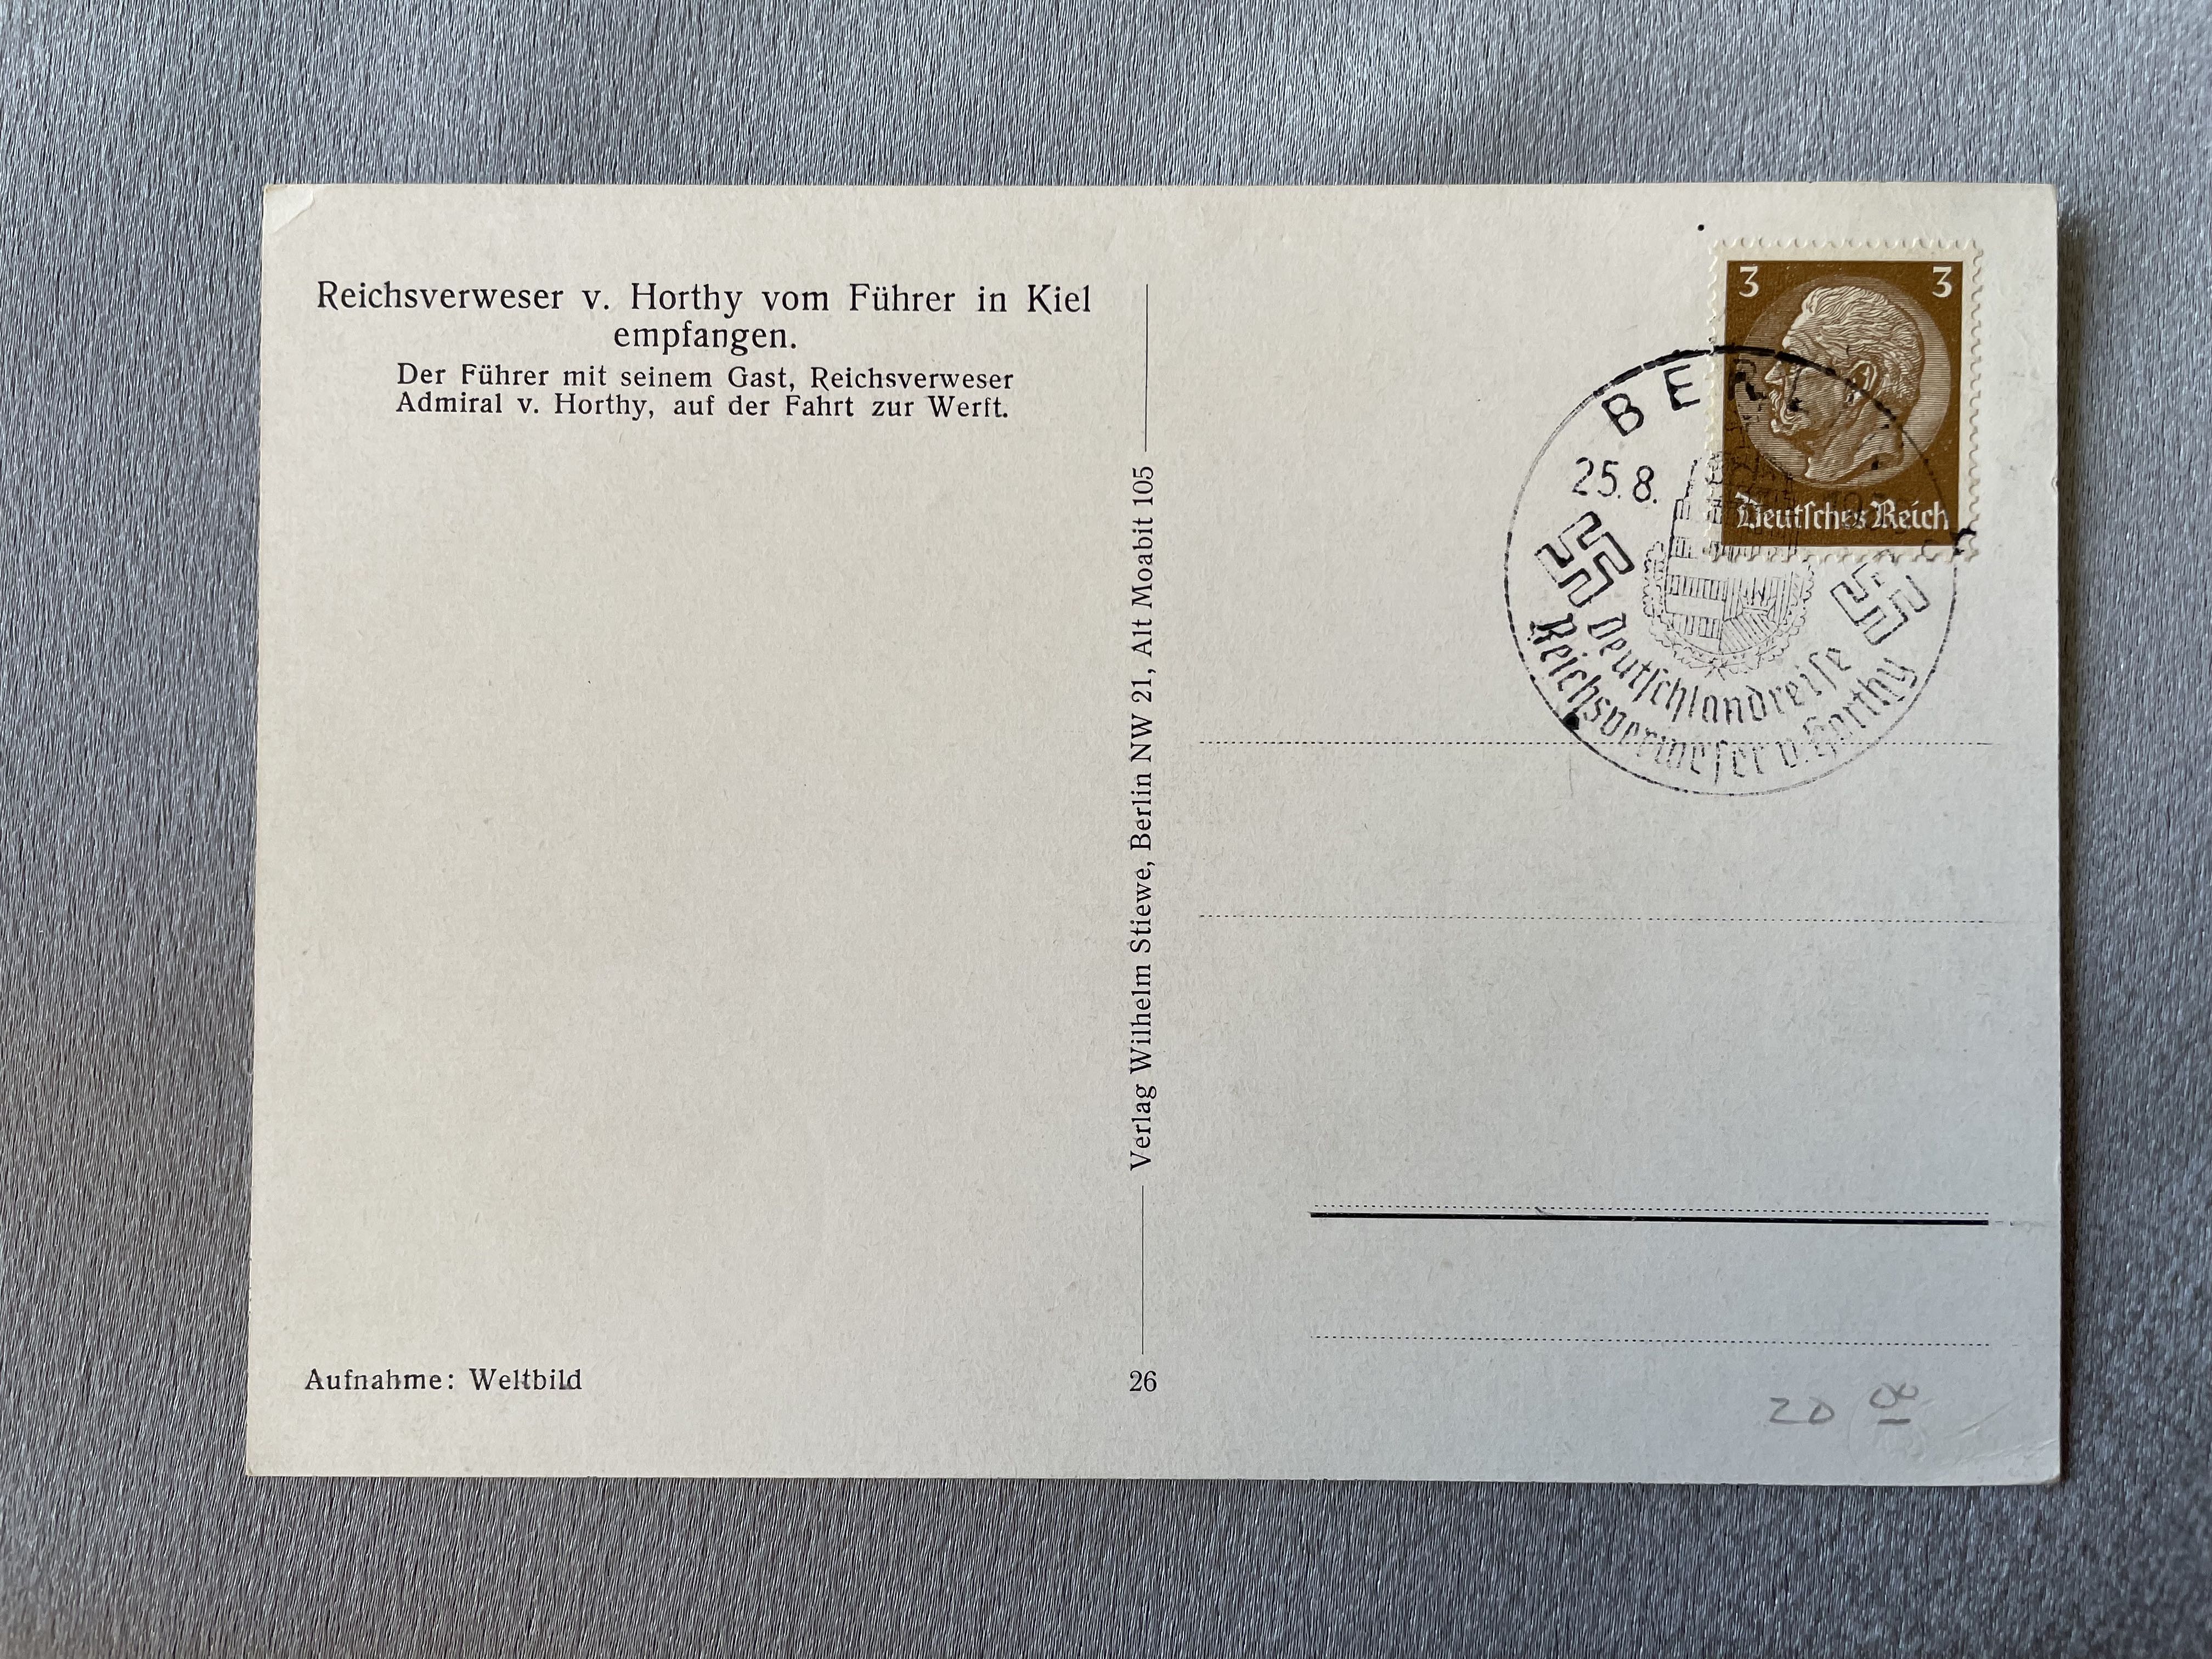 Reichsverweser v. Horthy vom Führer in Kiel
empfangen.
Der Führer mit seinem Gast, Reichsverweser
Admiral v. Horthy, auf der Fahrt zur Werft.
Aufnahme: Weltbild
Verlag Wilhelm Stiewe, Berlin NW 21, Alt Moabit 105
26
3 3
Deutsches Reich
BER
25.8.
Deutschlandreise
Reichsverweser v. Horthy
20 00